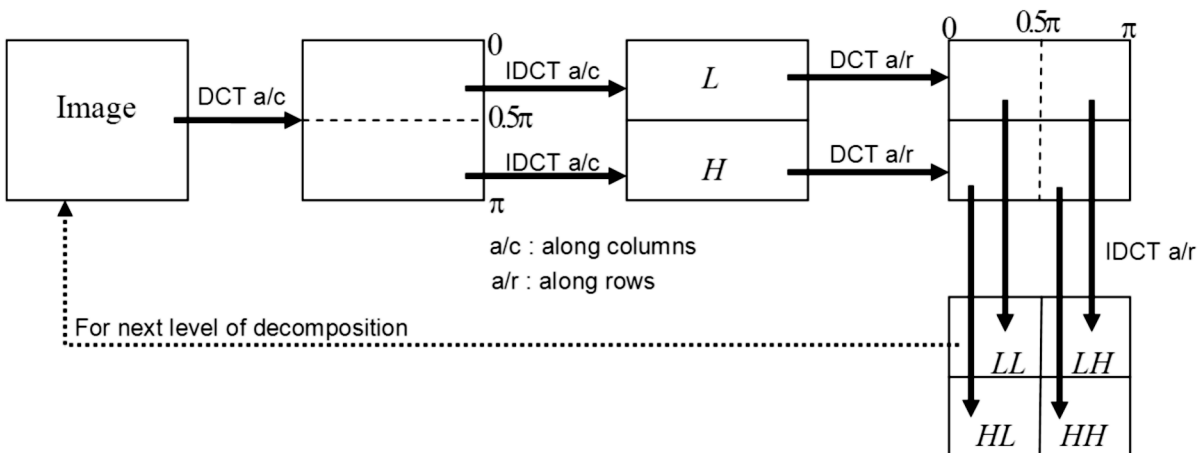 Image
DCT a/c
0
0.5π
π
IDCT a/c
IDCT a/c
L
H
DCT a/r
DCT a/r
0
0.5π
π
a/c : along columns
a/r : along rows
IDCT a/r
For next level of decomposition
LL
LH
HL
HH